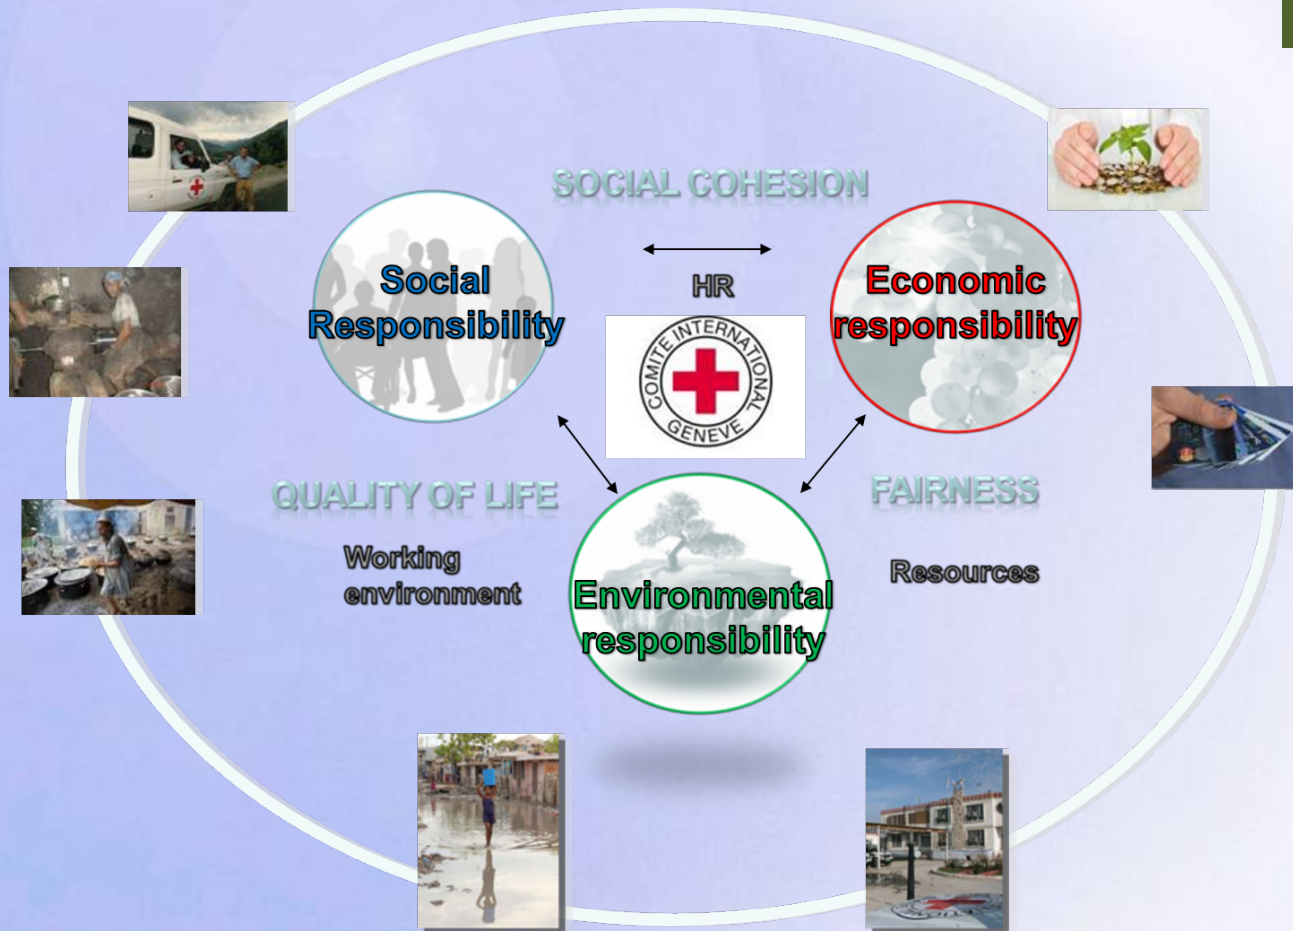 SOCIAL COHESION
Social
Responsibility
HR
Economic
responsibility
COMITE INTERNATIONAL
GENEVE
QUALITY OF LIFE
FAIRNESS
Working
environment
Resources
Environmental
responsibility